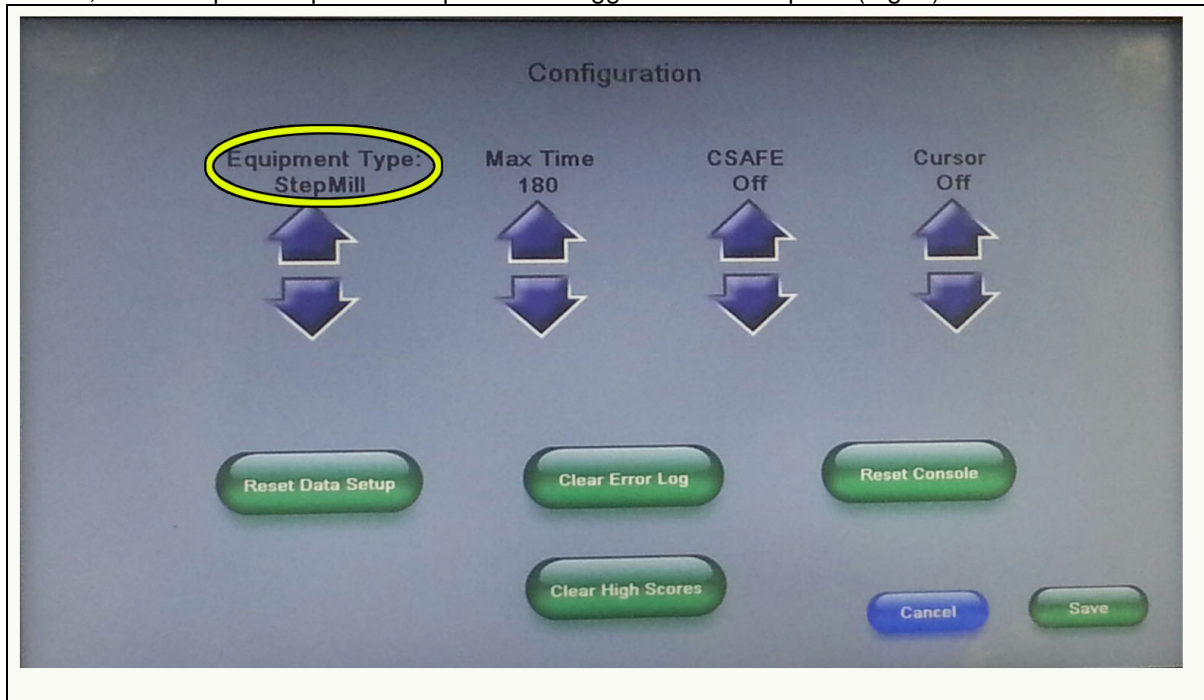 Configuration
Equipment Type:
StepMill
Max Time
180
CSAFE
Off
Cursor
Off
Reset Data Setup
Clear Error Log
Reset Console
Clear High Scores
Cancel
Save